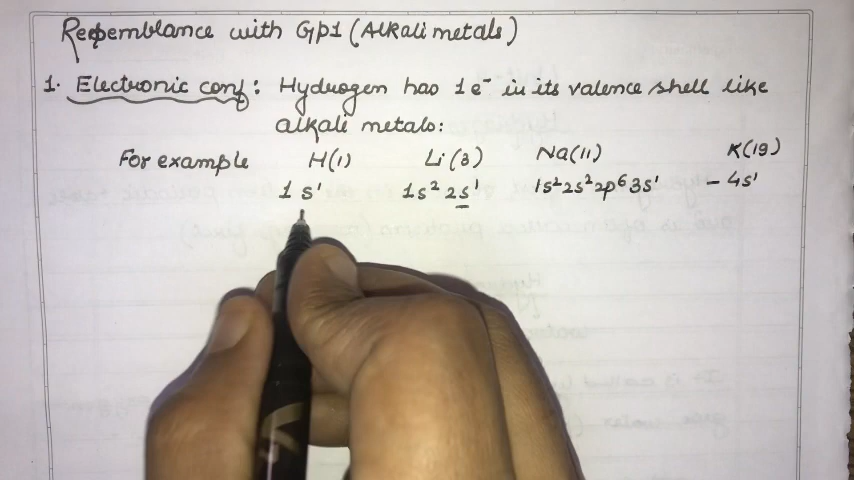 Resemblance with Gp1 (Alkali metals)
1. Electronic conf: Hydrogen has 1e⁻ in its valence shell like
alkali metals:
For example H(1) Li(3) Na(11) K(19)
1s¹ 1s² 2s¹ 1s²2s²2p⁶3s¹ – 4s¹